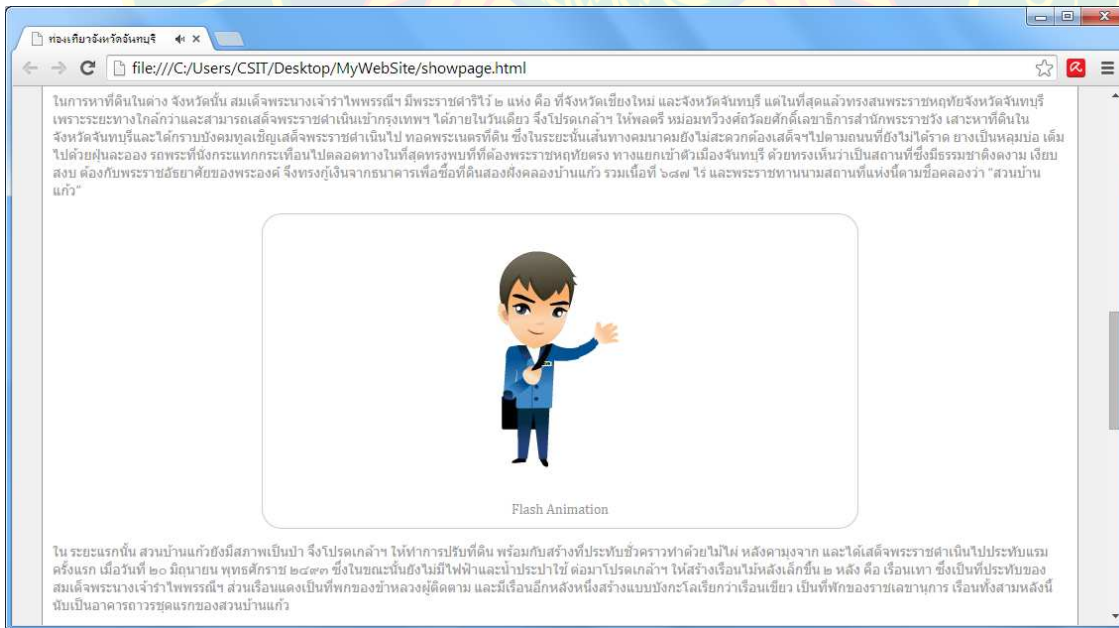 ท่องเที่ยวจังหวัดจันทบุรี
file:///C:/Users/CSIT/Desktop/MyWebSite/showpage.html
ในการหาที่ดินในต่าง จังหวัดนั้น สมเด็จพระนางเจ้ารำไพพรรณีฯ มีพระราชดำริไว้ ๒ แห่ง คือ ที่จังหวัดเชียงใหม่ และจังหวัดจันทบุรี แต่ในที่สุดแล้วทรงสนพระราชหฤทัยจังหวัดจันทบุรี
เพราะระยะทางใกล้กว่าและสามารถเสด็จพระราชดำเนินเข้ากรุงเทพฯ ได้ภายในวันเดียว จึงโปรดเกล้าฯ ให้พลตรี หม่อมทวีวงศ์ถวัลยศักดิ์เลขาธิการสำนักพระราชวัง เสาะหาที่ดินใน
จังหวัดจันทบุรีและได้กราบบังคมทูลเชิญเสด็จพระราชดำเนินไป ทอดพระเนตรที่ดิน ซึ่งในระยะนั้นเส้นทางคมนาคมยังไม่สะดวกต้องเสด็จฯไปตามถนนที่ยังไม่ได้ราด ยางเป็นหลุมบ่อ เต็ม
ไปด้วยฝุ่นละออง รถพระที่นั่งกระแทกกระเทือนไปตลอดทางในที่สุดทรงพบที่ที่ต้องพระราชหฤทัยตรง ทางแยกเข้าตัวเมืองจันทบุรี ด้วยทรงเห็นว่าเป็นสถานที่ซึ่งมีธรรมชาติงดงาม เงียบ
สงบ ต้องกับพระราชอัธยาศัยของพระองค์ จึงทรงกู้เงินจากธนาคารเพื่อซื้อที่ดินสองฝั่งคลองบ้านแก้ว รวมเนื้อที่ ๖๘๗ ไร่ และพระราชทานนามสถานที่แห่งนี้ตามชื่อคลองว่า “สวนบ้าน
แก้ว”
Flash Animation
ใน ระยะแรกนั้น สวนบ้านแก้วยังมีสภาพเป็นป่า จึงโปรดเกล้าฯ ให้ทำการปรับที่ดิน พร้อมกับสร้างที่ประทับชั่วคราวทำด้วยไม้ไผ่ หลังคามุงจาก และได้เสด็จพระราชดำเนินไปประทับแรม
ครั้งแรก เมื่อวันที่ ๒๐ มิถุนายน พุทธศักราช ๒๔๙๓ ซึ่งในขณะนั้นยังไม่มีไฟฟ้าและน้ำประปาใช้ ต่อมาโปรดเกล้าฯ ให้สร้างเรือนไม้หลังเล็กขึ้น ๒ หลัง คือ เรือนเทา ซึ่งเป็นที่ประทับของ
สมเด็จพระนางเจ้ารำไพพรรณีฯ ส่วนเรือนแดงเป็นที่พักของข้าหลวงผู้ติดตาม และมีเรือนอีกหลังหนึ่งสร้างแบบบังกะโลเรียกว่าเรือนเขียว เป็นที่พักของราชเลขานุการ เรือนทั้งสามหลังนี้
นับเป็นอาคารถาวรชุดแรกของสวนบ้านแก้ว